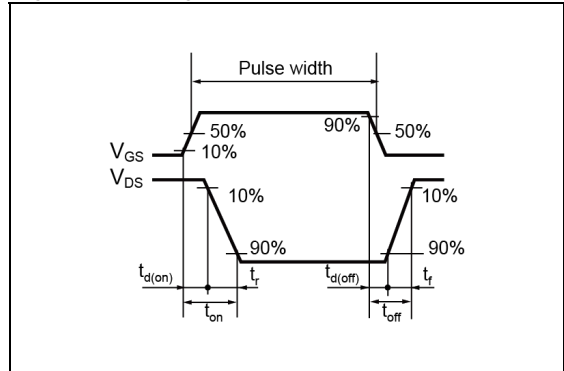 Pulse width
90%
50%
50%
V_GS
10%
V_DS
10%
10%
90%
90%
t_d(on)
t_r
t_d(off)
t_f
t_on
t_off